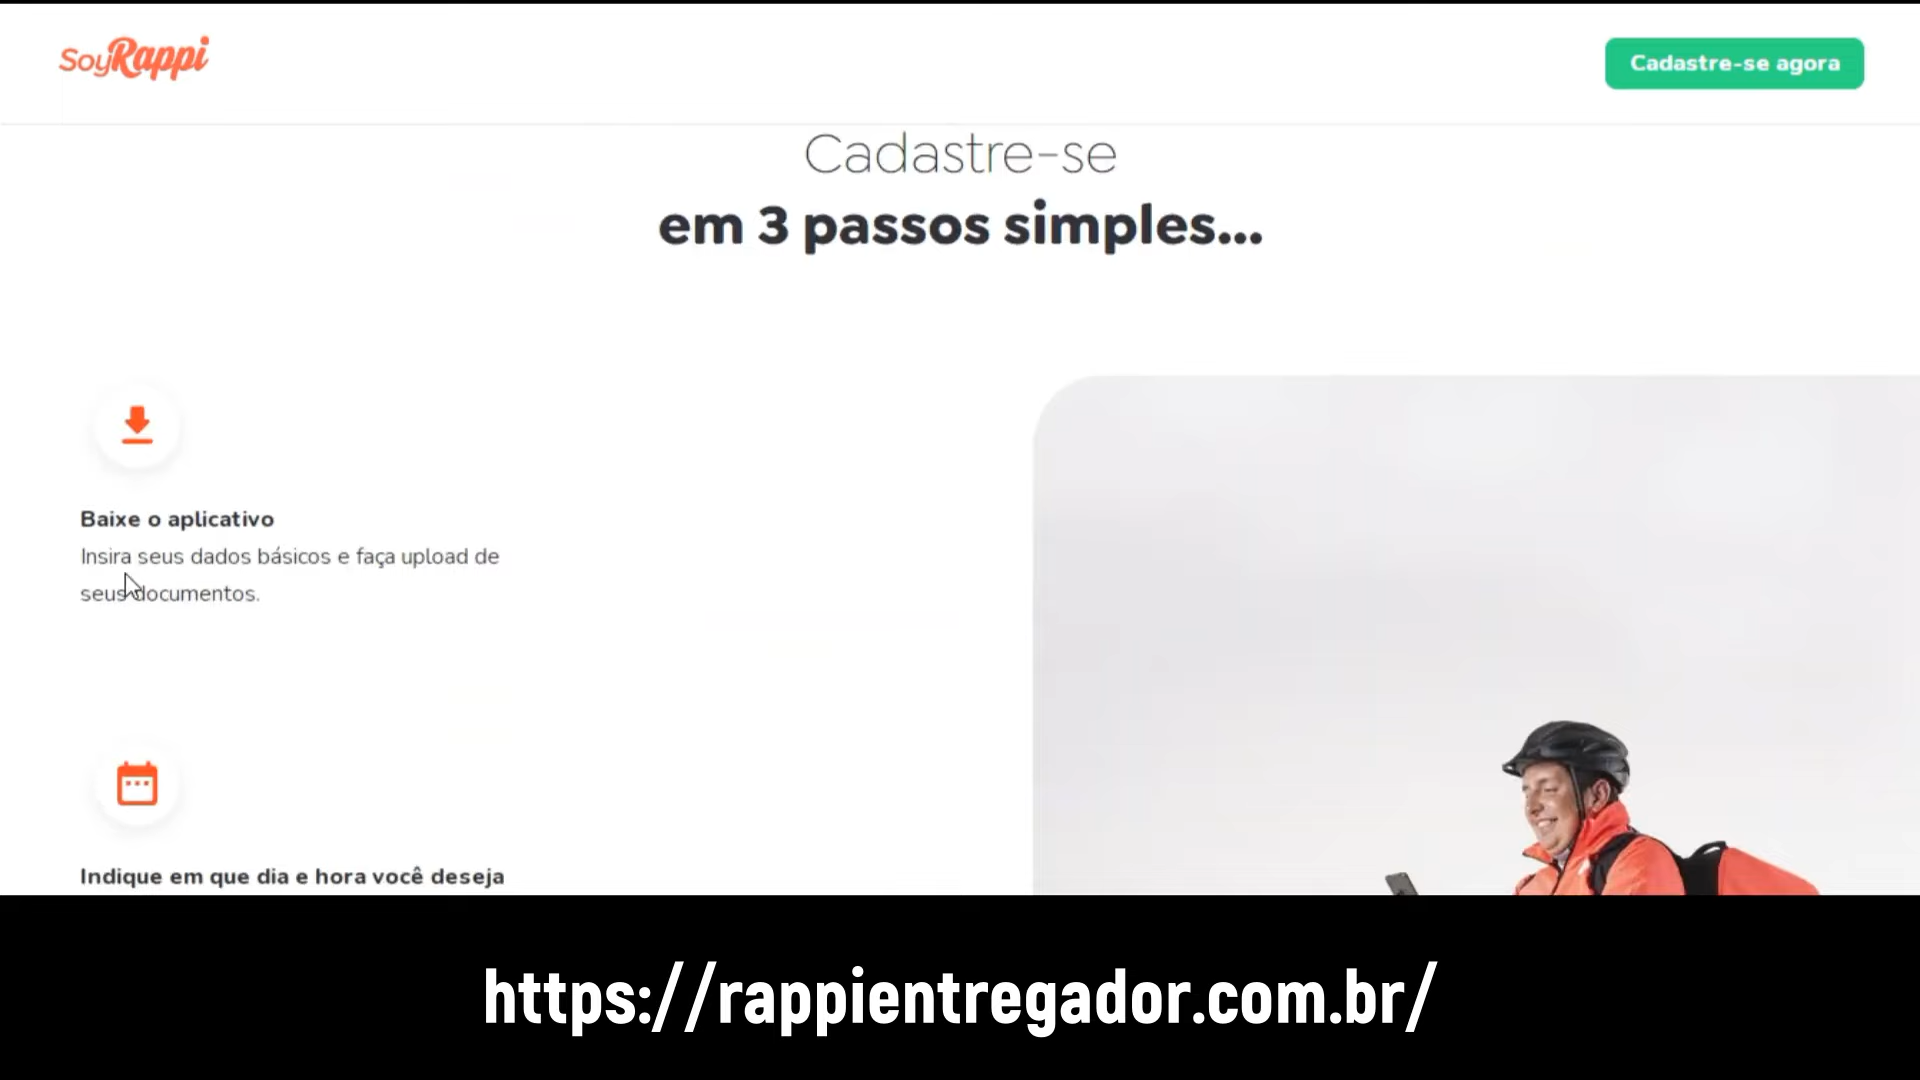 SoyRappi
Cadastre-se agora
Cadastre-se
em 3 passos simples...
Baixe o aplicativo
Insira seus dados básicos e faça upload de
seus documentos.
Indique em que dia e hora você deseja
https://rappientregador.com.br/